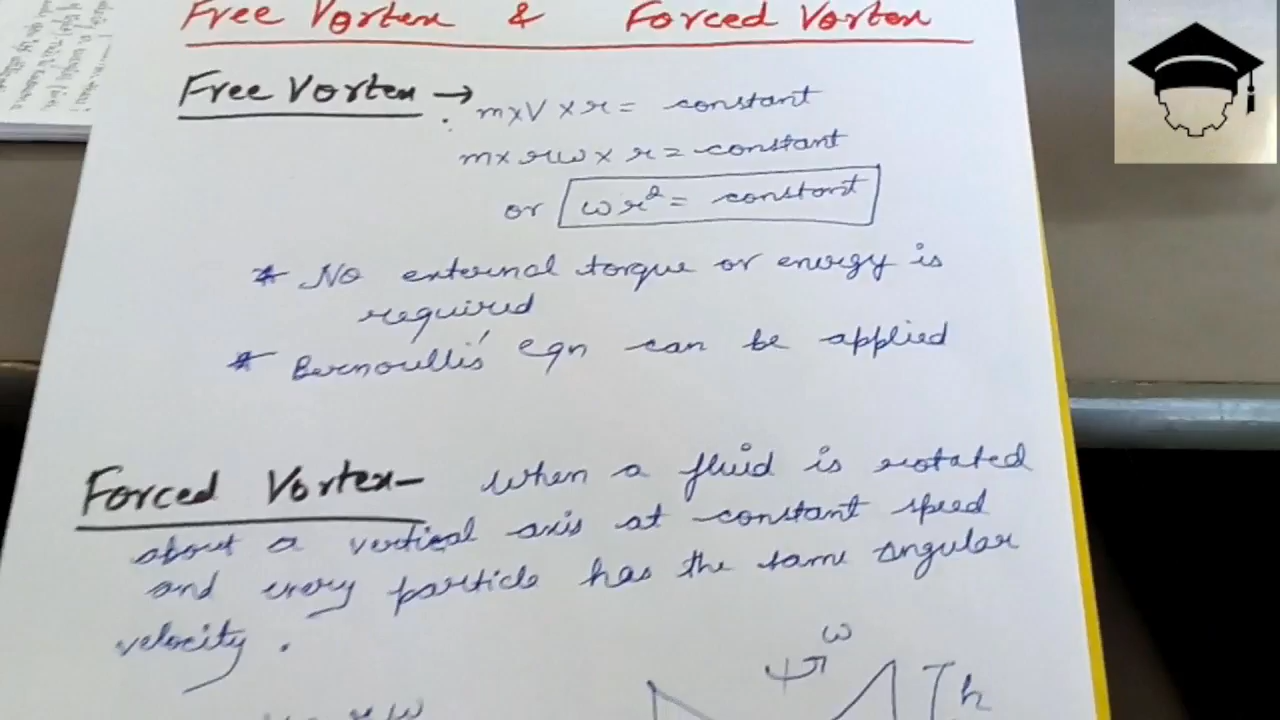 Free Vortex & Forced Vortex
Free Vortex → m×V×r = constant
m×rω×r = constant
or ωr² = constant
* No external torque or energy is
required
* Bernoulli's eqn can be applied
Forced Vortex- When a fluid is rotated
about a vertical axis at constant speed
and every particle has the same angular
velocity.
ω
h